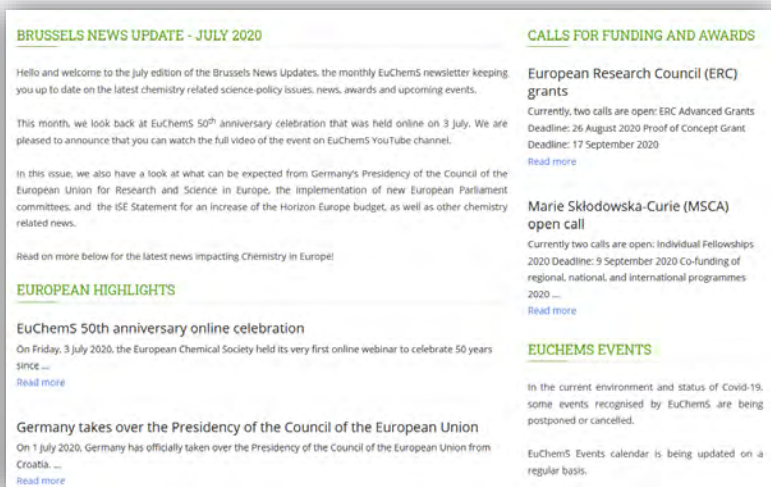 BRUSSELS NEWS UPDATE - JULY 2020
Hello and welcome to the July edition of the Brussels News Updates, the monthly EuChemS newsletter keeping
you up to date on the latest chemistry related science-policy issues, news, awards and upcoming events.
This month, we look back at EuChemS 50th anniversary celebration that was held online on 3 July. We are
pleased to announce that you can watch the full video of the event on EuChemS YouTube channel.
In this issue, we also have a look at what can be expected from Germany's Presidency of the Council of the
European Union for Research and Science in Europe, the implementation of new European Parliament
committees, and the ISE Statement for an increase of the Horizon Europe budget, as well as other chemistry
related news.
Read on more below for the latest news impacting Chemistry in Europe!
EUROPEAN HIGHLIGHTS
EuChemS 50th anniversary online celebration
On Friday, 3 July 2020, the European Chemical Society held its very first online webinar to celebrate 50 years
since ...
Read more
Germany takes over the Presidency of the Council of the European Union
On 1 July 2020, Germany has officially taken over the Presidency of the Council of the European Union from
Croatia. ...
Read more
CALLS FOR FUNDING AND AWARDS
European Research Council (ERC)
grants
Currently, two calls are open: ERC Advanced Grants
Deadline: 26 August 2020 Proof of Concept Grant
Deadline: 17 September 2020
Read more
Marie Skłodowska-Curie (MSCA)
open call
Currently two calls are open: Individual Fellowships
2020 Deadline: 9 September 2020 Co-funding of
regional, national, and international programmes
2020 ...
Read more
EUCHEMS EVENTS
In the current environment and status of Covid-19,
some events recognised by EuChemS are being
postponed or cancelled.
EuChemS Events calendar is being updated on a
regular basis.